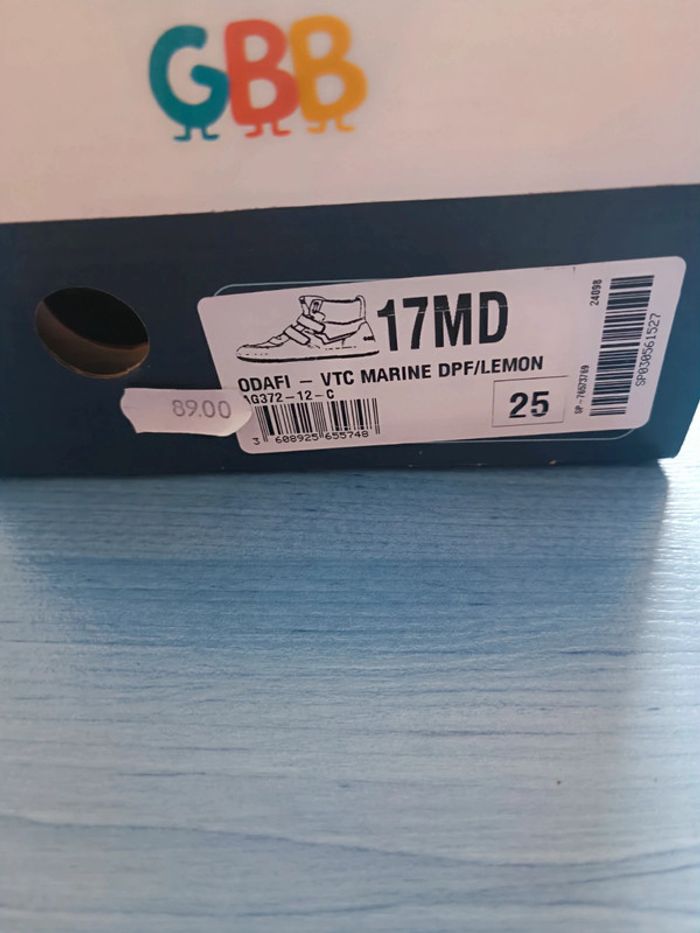 GBB
17MD
ODAFI – VTC MARINE DPF/LEMON
AG372-12-C
25
89.00
3 608925 655748
SP-76573769
24098
SP030561527